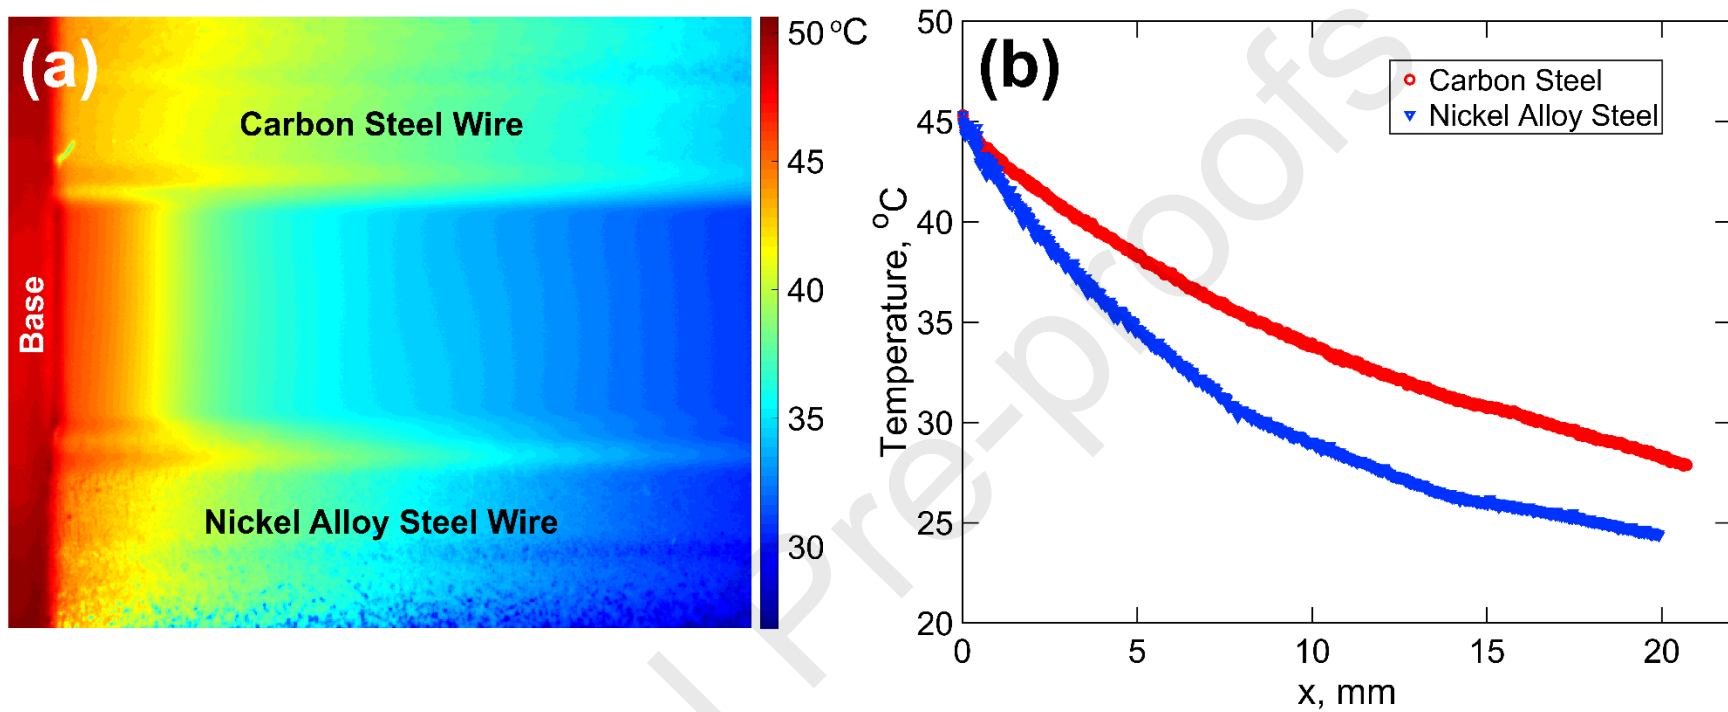 (a)
Carbon Steel Wire
Base
Nickel Alloy Steel Wire
50 °C
45
40
35
30
(b)
Carbon Steel
Nickel Alloy Steel
Temperature, °C
50
45
40
35
30
25
20
0 5 10 15 20
x, mm
Pre-proofs